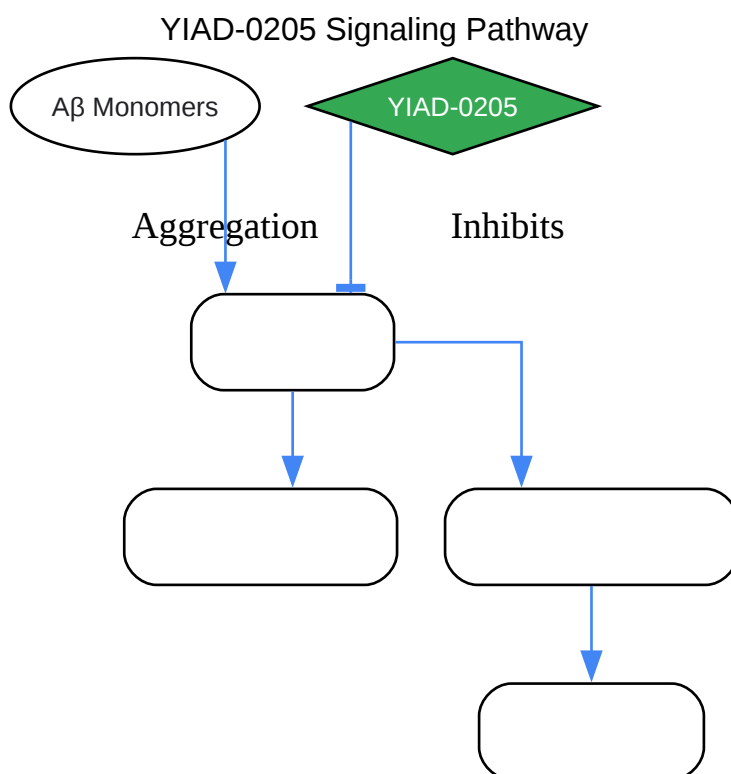 YIAD-0205 Signaling Pathway
Aβ Monomers
YIAD-0205
Aggregation
Inhibits